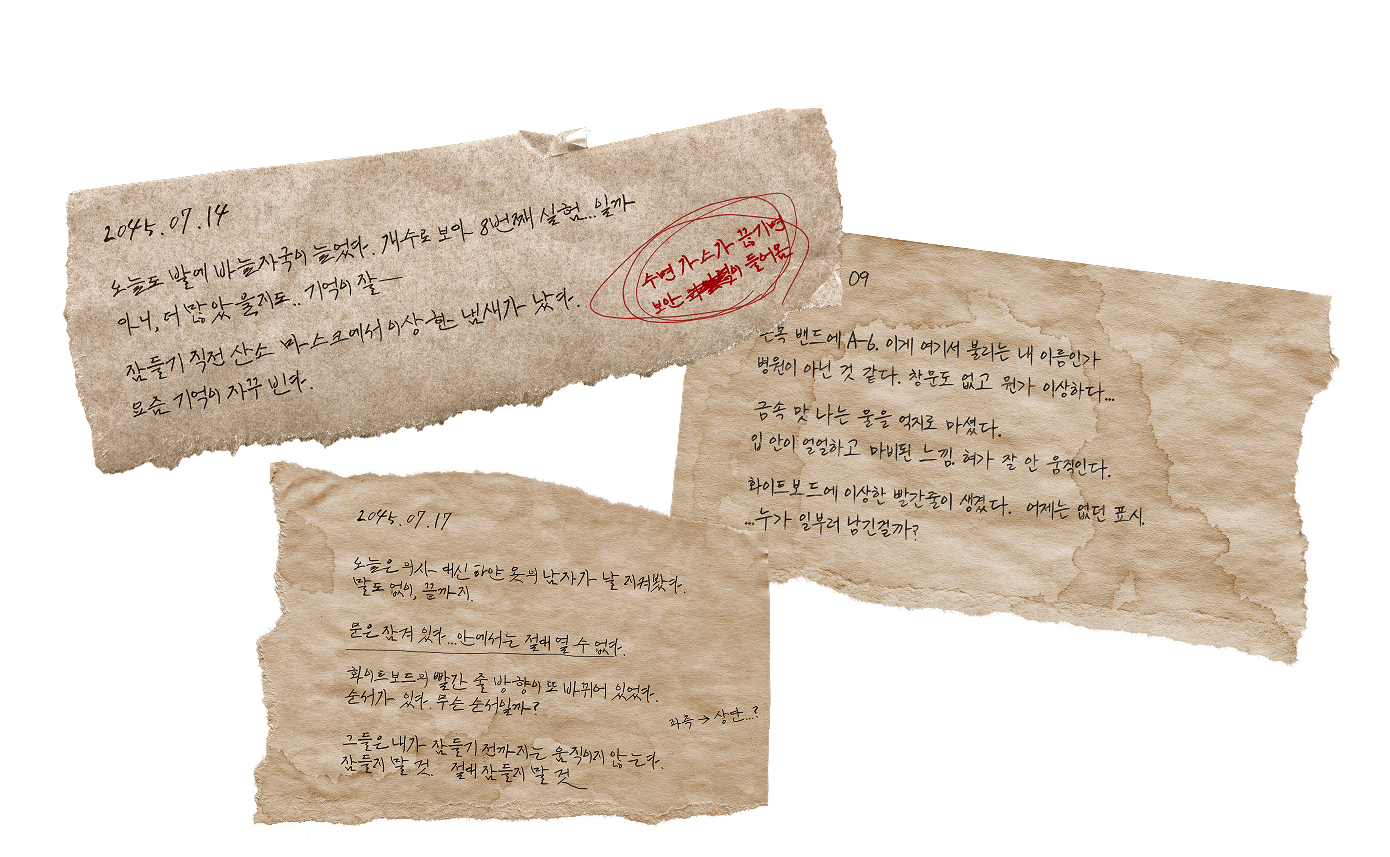 2045.07.14
오늘도 발에 바늘자국이 늘었다. 개수로 보아 8번째 실험...일까
아니, 더 많았을지도.. 기억이 잘—
잠들기 직전 산소 마스크에서 이상한 냄새가 났다.
요즘 기억이 자꾸 빈다.
수면 가스가 끊기면
보안 이 들어옴
09
손목 밴드에 A-6. 이게 여기서 불리는 내 이름인가
병원이 아닌 것 같다. 창문도 없고 뭔가 이상하다...
금속 맛 나는 물을 억지로 마셨다.
입 안이 얼얼하고 마비된 느낌. 혀가 잘 안 움직인다.
화이트보드에 이상한 빨간줄이 생겼다. 어제는 없던 표시.
...누가 일부러 남긴걸까?
2045.07.17
오늘은 의사 대신 하얀 옷의 남자가 날 지켜봤다.
말도 없이, 끝까지.
문은 잠겨 있다...안에서는 절대 열 수 없다.
화이트보드의 빨간 줄 방향이 또 바뀌어 있었다.
순서가 있다. 무슨 순서일까?
좌측 → 상단...?
그들은 내가 잠들기 전까지는 움직이지 않는다.
잠들지 말 것. 절대 잠들지 말 것